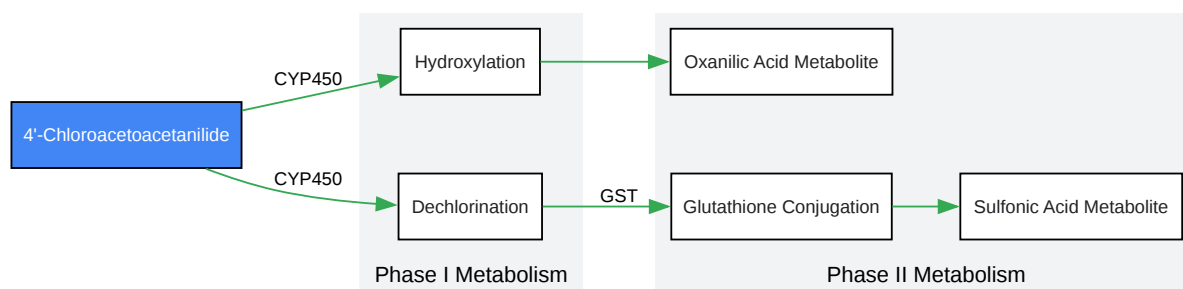 4'-Chloroacetoacetanilide
CYP450
CYP450
Hydroxylation
Dechlorination
Phase I Metabolism
GST
Oxanilic Acid Metabolite
Glutathione Conjugation
Sulfonic Acid Metabolite
Phase II Metabolism